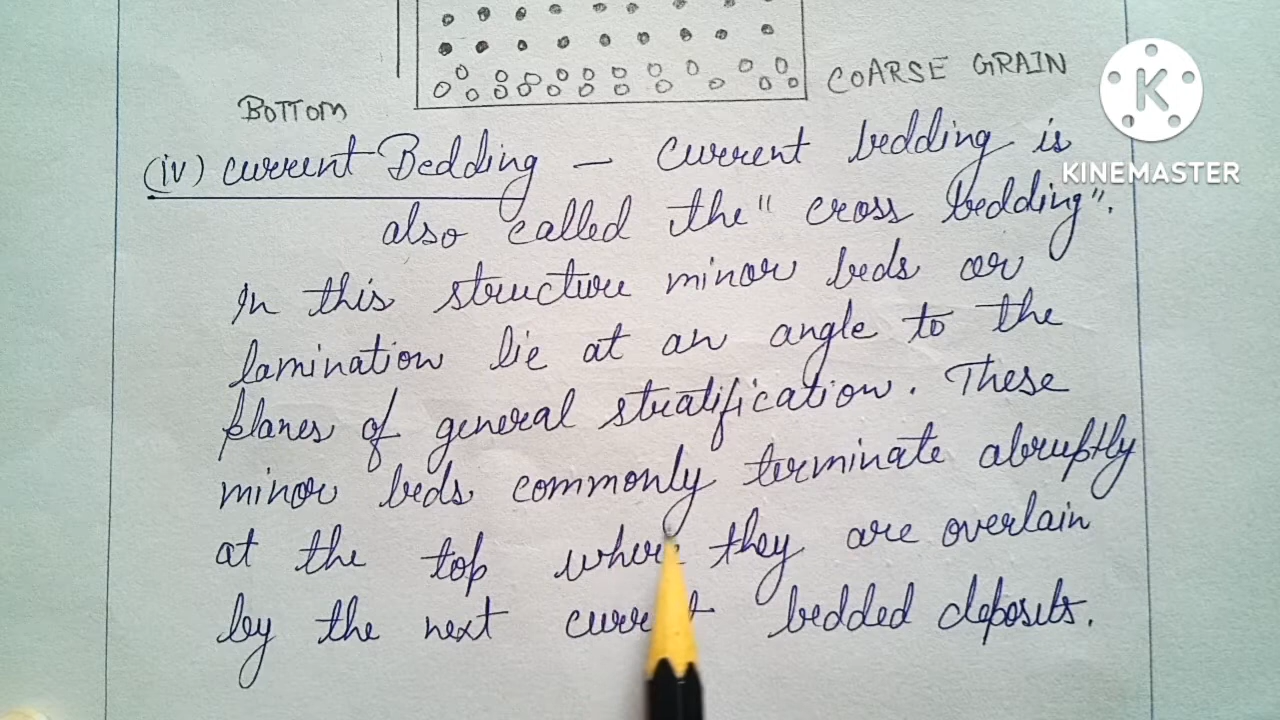 COARSE GRAIN
BOTTOM
K
KINEMASTER
(iv) current Bedding – Current bedding is
also called the "cross bedding".
In this structure minor beds or
lamination lie at an angle to the
planes of general stratification. These
minor beds commonly terminate abruptly
at the top where they are overlain
by the next current bedded deposits.